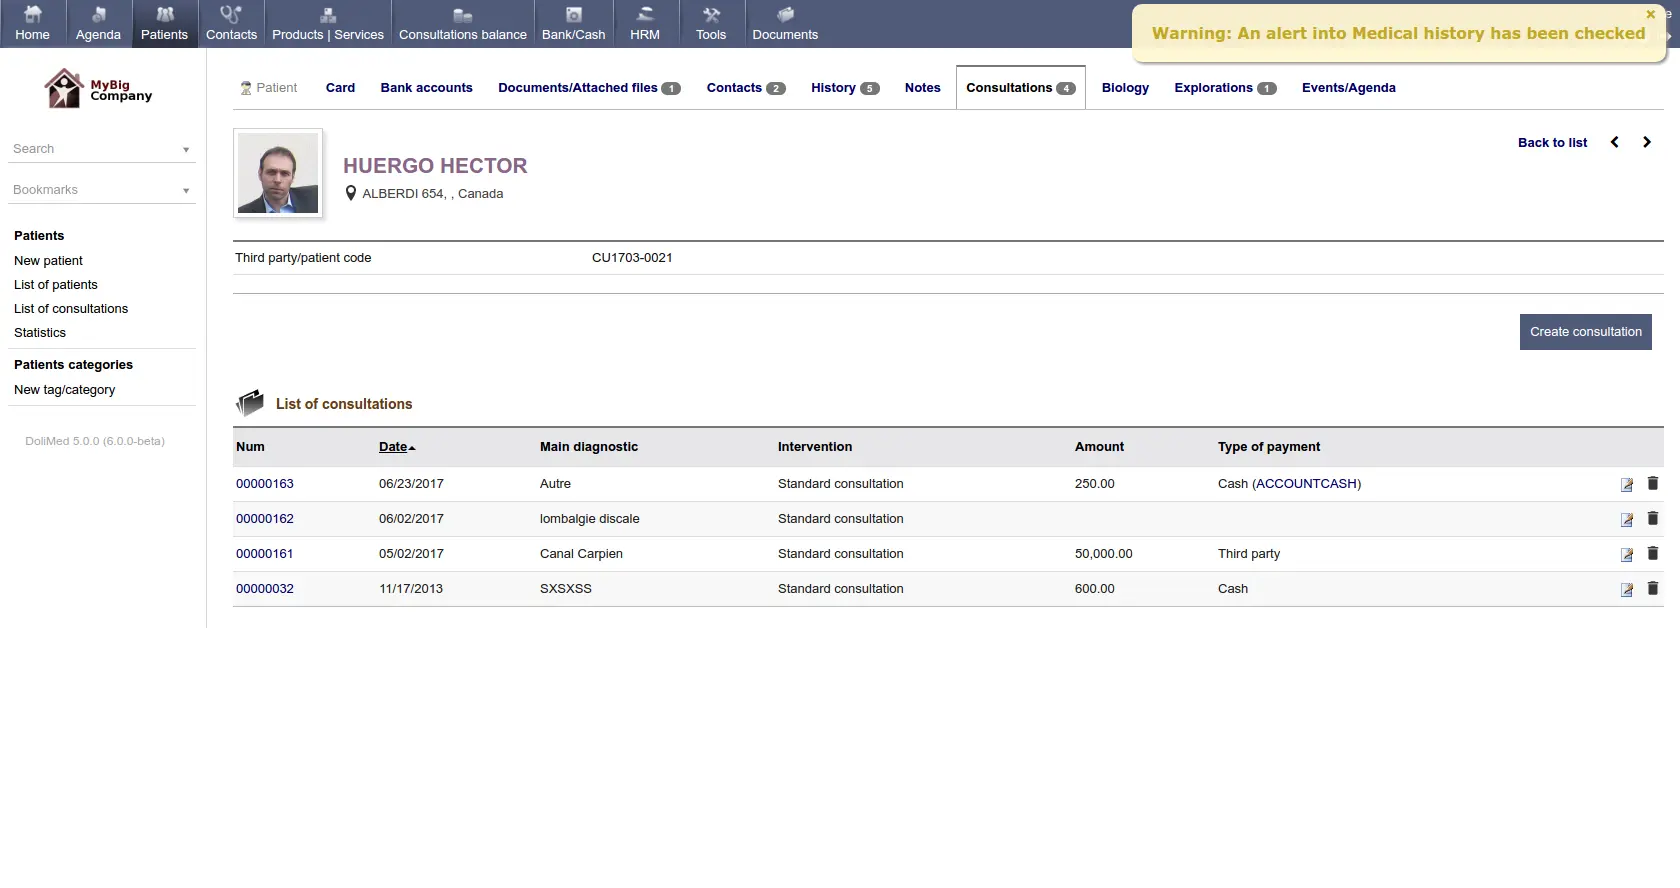 Home Agenda Patients Contacts Products | Services Consultations balance Bank/Cash HRM Tools Documents
Warning: An alert into Medical history has been checked
MyBig
Company
Search
Bookmarks
Patients
New patient
List of patients
List of consultations
Statistics
Patients categories
New tag/category
DoliMed 5.0.0 (6.0.0-beta)
Patient Card Bank accounts Documents/Attached files 1 Contacts 2 History 5 Notes Consultations 4 Biology Explorations 1 Events/Agenda
Back to list
HUERGO HECTOR
ALBERDI 654, , Canada
Third party/patient code CU1703-0021
Create consultation
List of consultations
Num Date Main diagnostic Intervention Amount Type of payment
00000163 06/23/2017 Autre Standard consultation 250.00 Cash (ACCOUNTCASH)
00000162 06/02/2017 lombalgie discale Standard consultation
00000161 05/02/2017 Canal Carpien Standard consultation 50,000.00 Third party
00000032 11/17/2013 SXSXSS Standard consultation 600.00 Cash